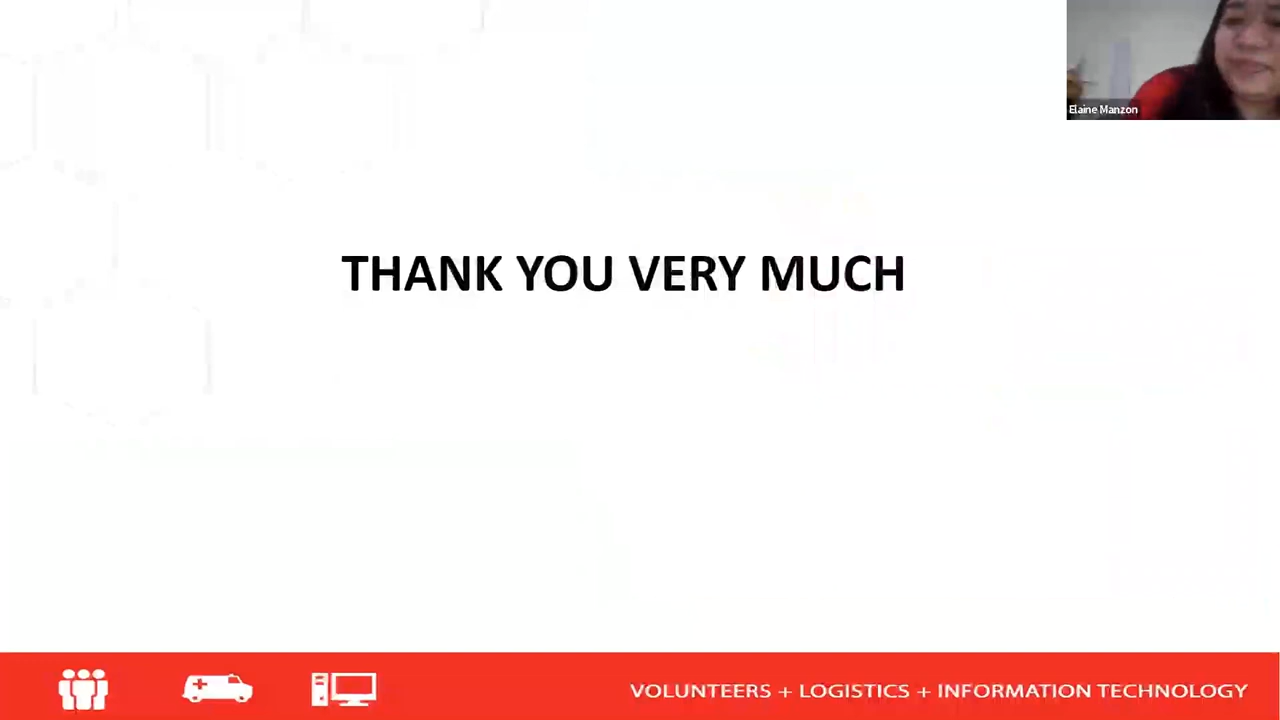 Elaine Manzon
THANK YOU VERY MUCH
VOLUNTEERS + LOGISTICS + INFORMATION TECHNOLOGY